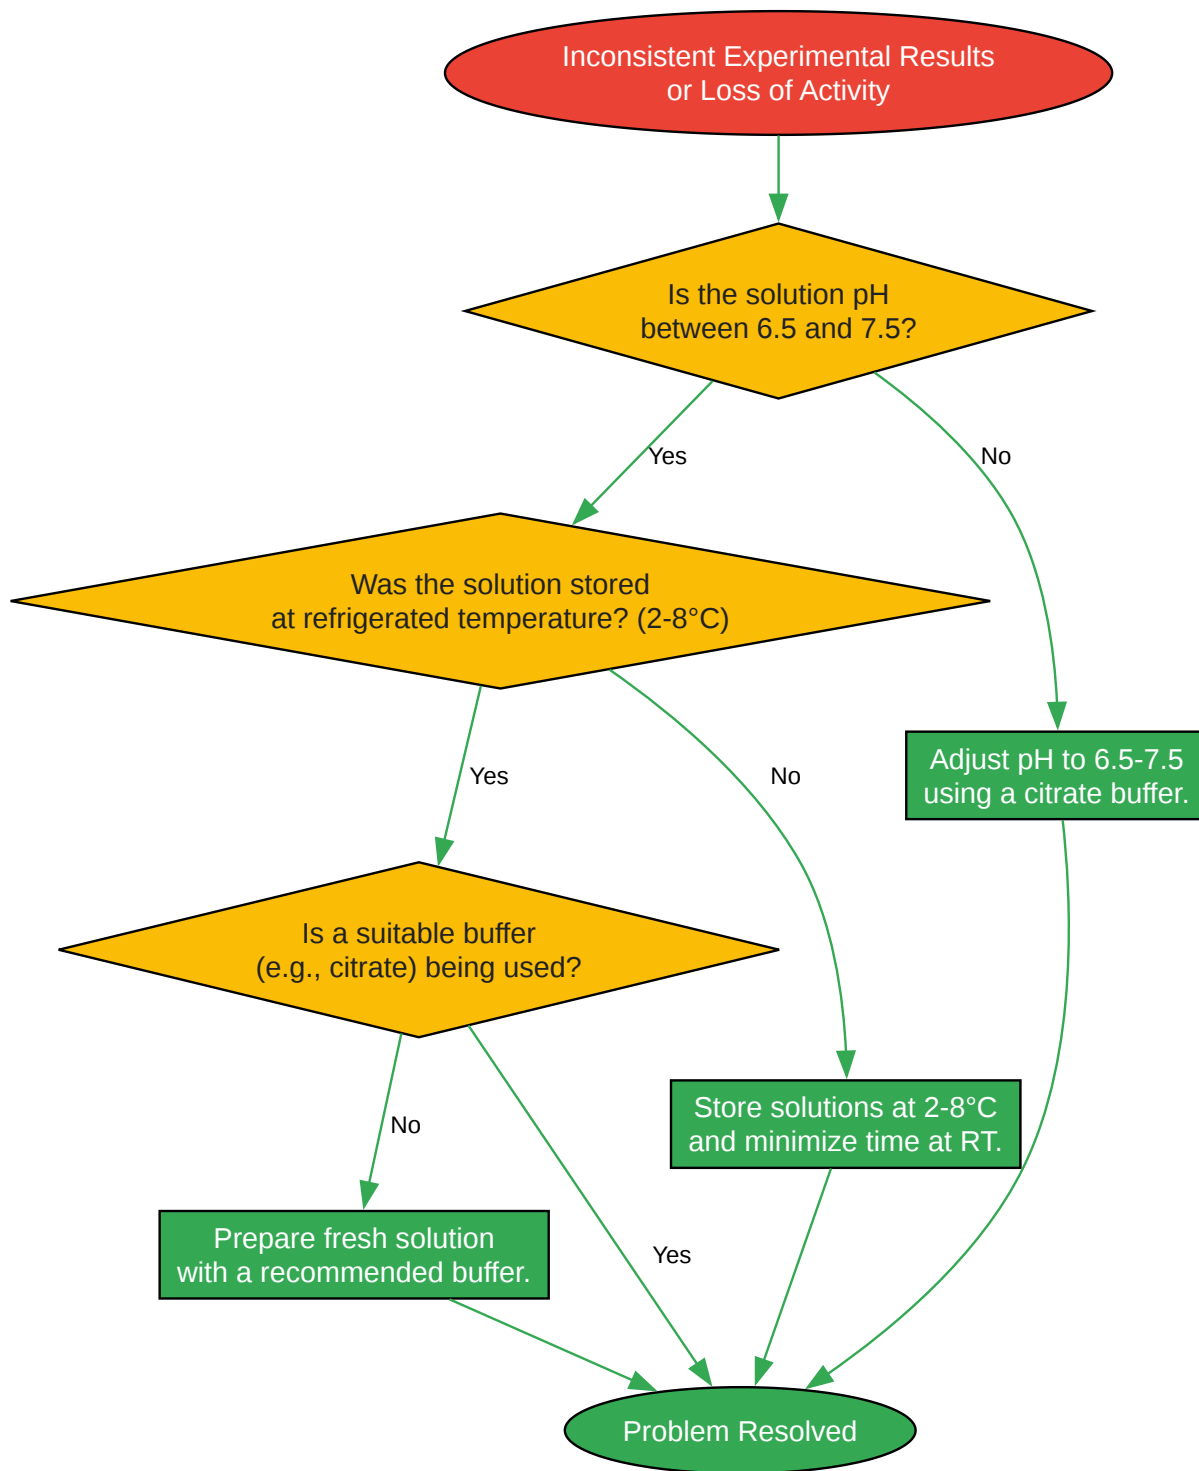 Inconsistent Experimental Results
or Loss of Activity
Is the solution pH
between 6.5 and 7.5?
Yes
No
Was the solution stored
at refrigerated temperature? (2-8°C)
Adjust pH to 6.5-7.5
using a citrate buffer.
Yes
No
Is a suitable buffer
(e.g., citrate) being used?
Store solutions at 2-8°C
and minimize time at RT.
No
Prepare fresh solution
with a recommended buffer.
Yes
Problem Resolved